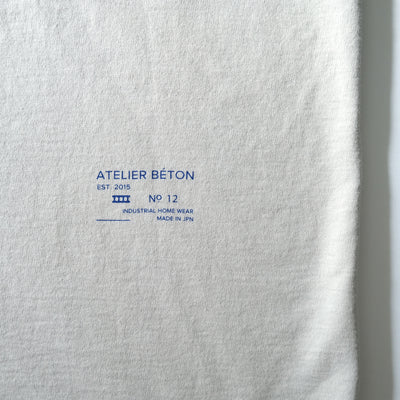 ATELIER BÉTON
EST. 2015
Nº 12
INDUSTRIAL HOME WEAR
MADE IN JPN